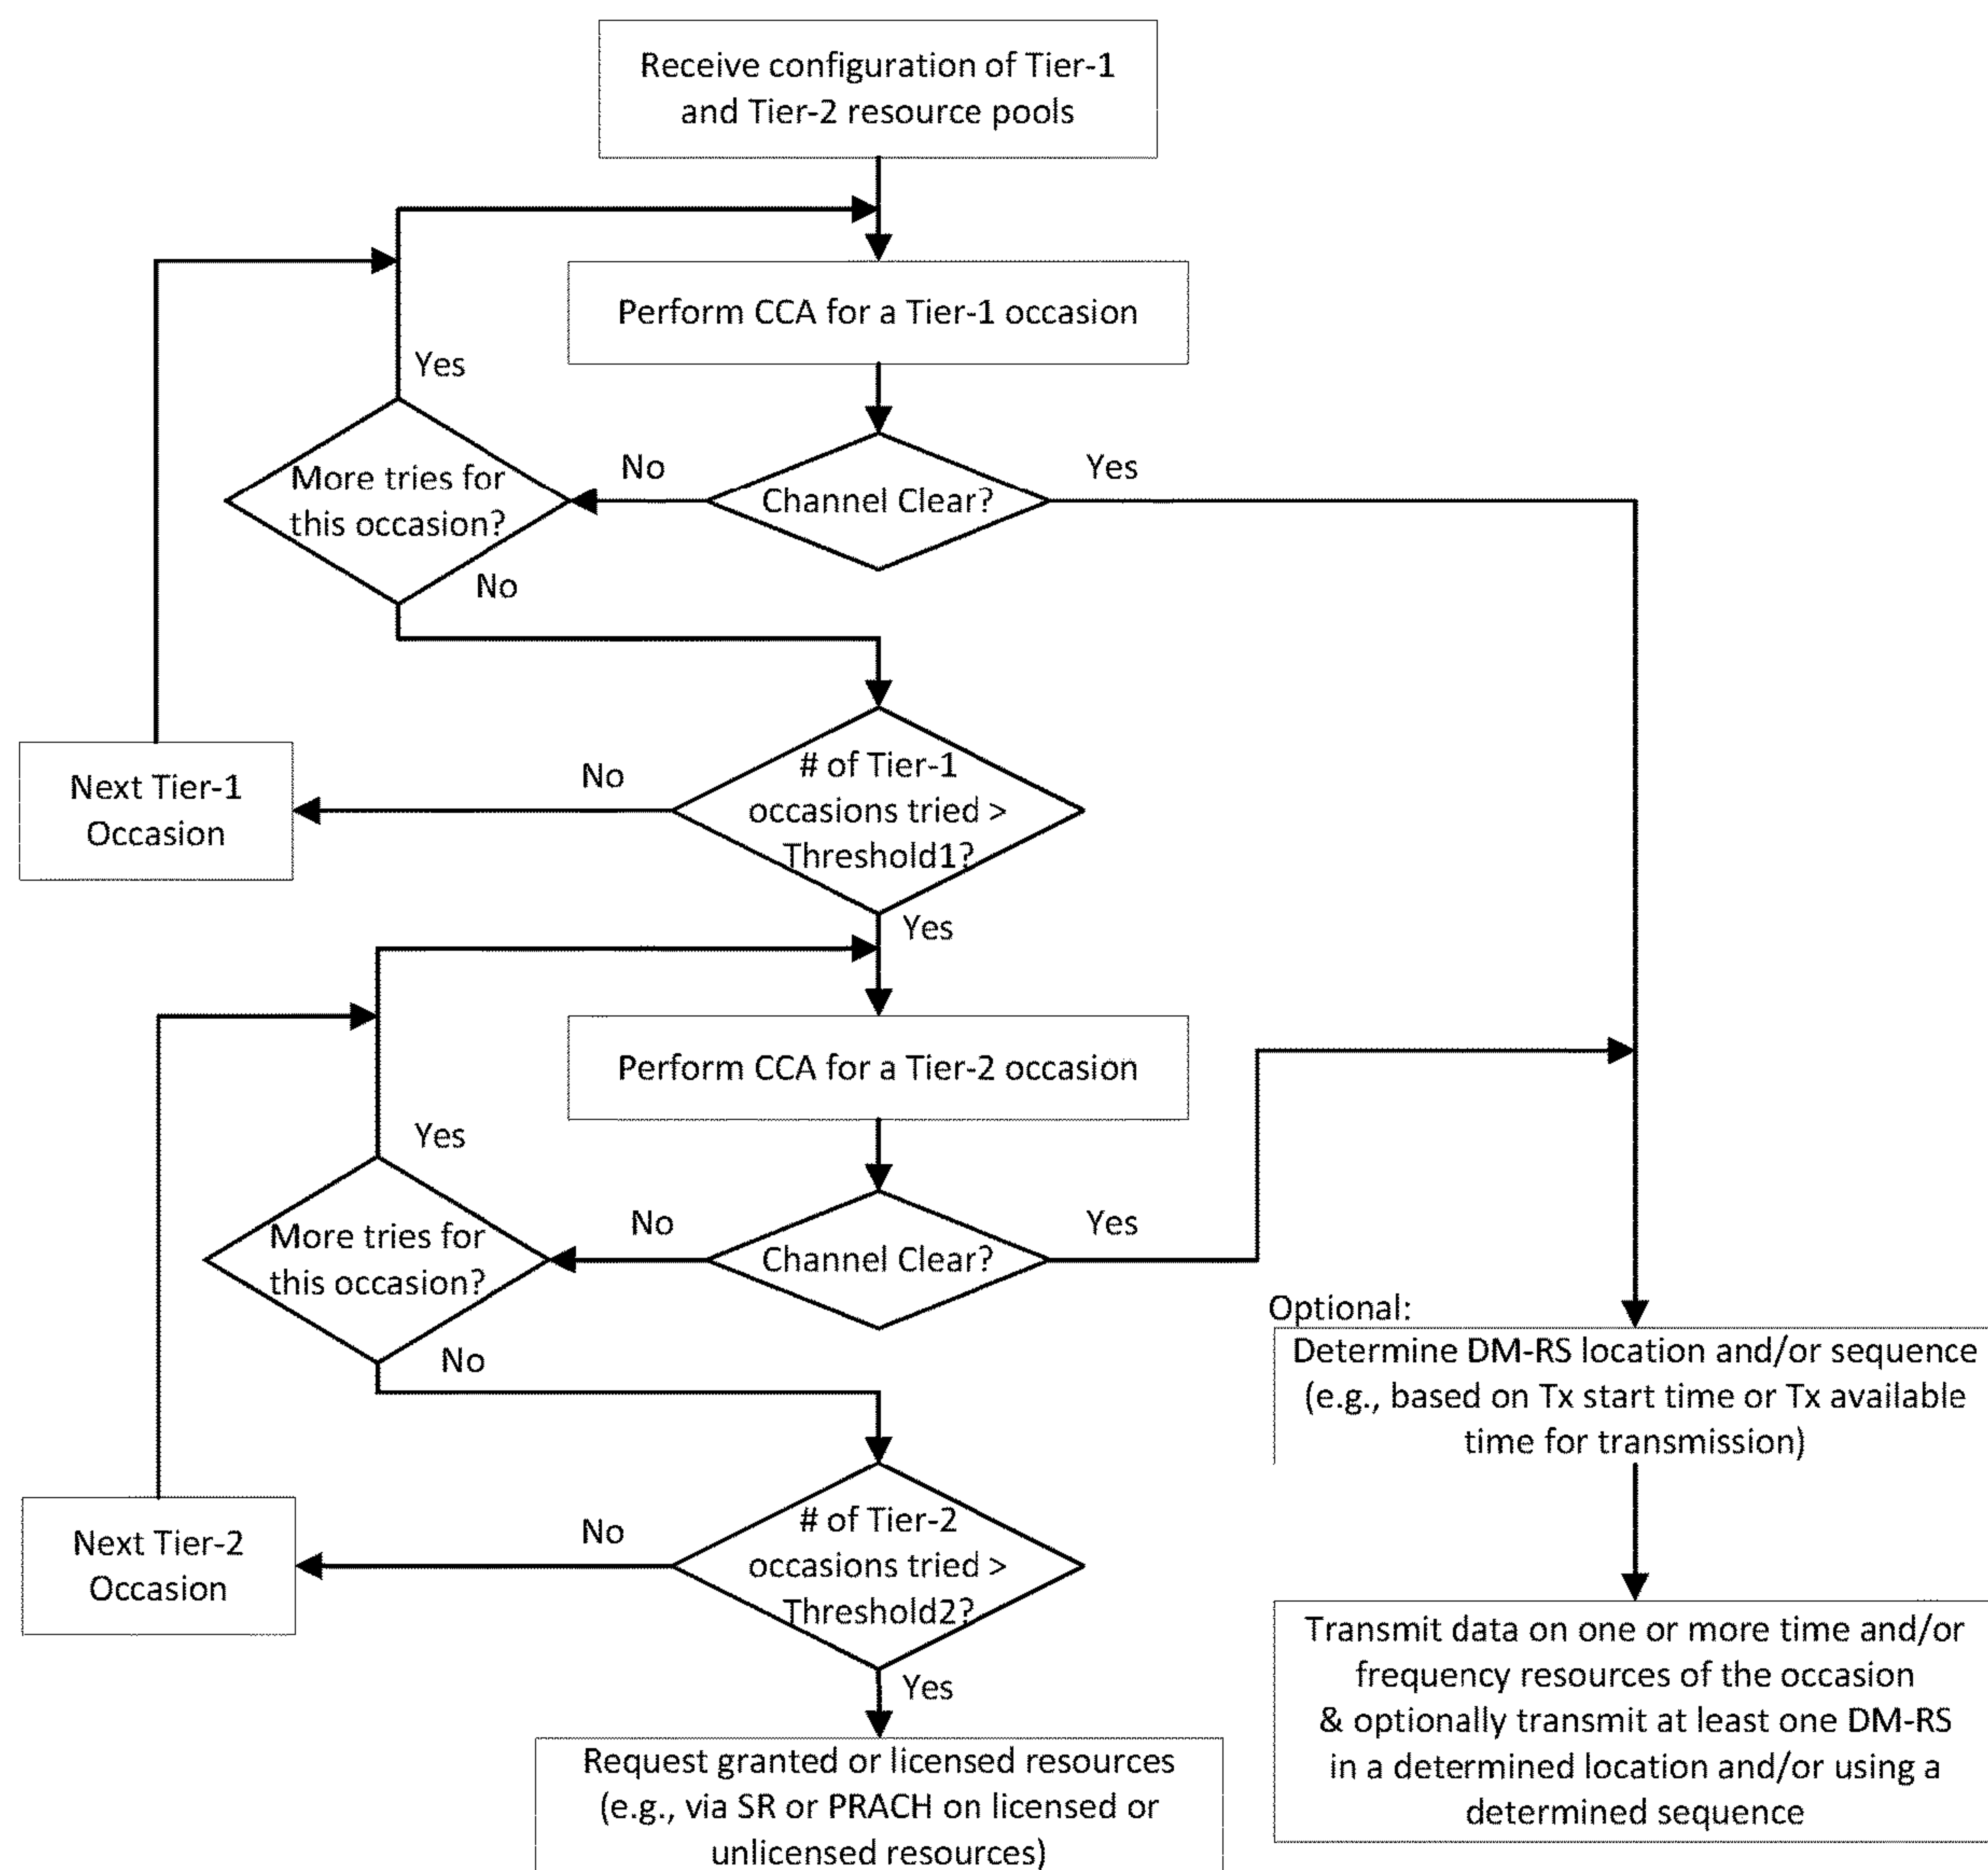 Receive configuration of Tier-1
and Tier-2 resource pools
Perform CCA for a Tier-1 occasion
Yes
More tries for
this occasion?
No
Channel Clear?
Yes
No
# of Tier-1
occasions tried >
Threshold1?
No
Next Tier-1
Occasion
Yes
Perform CCA for a Tier-2 occasion
Yes
More tries for
this occasion?
No
Channel Clear?
Yes
No
Optional:
Determine DM-RS location and/or sequence
(e.g., based on Tx start time or Tx available
time for transmission)
# of Tier-2
occasions tried >
Threshold2?
No
Next Tier-2
Occasion
Yes
Transmit data on one or more time and/or
frequency resources of the occasion
& optionally transmit at least one DM-RS
in a determined location and/or using a
determined sequence
Request granted or licensed resources
(e.g., via SR or PRACH on licensed or
unlicensed resources)